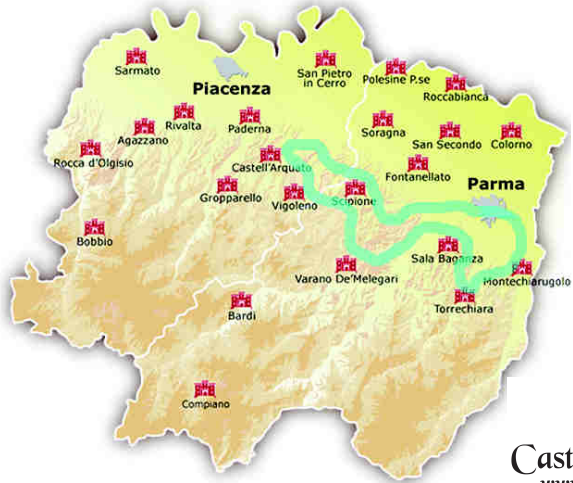 Sarmato
Piacenza
San Pietro
in Cerro
Polesine P.se
Roccabianca
Agazzano
Rivalta
Paderna
Soragna
San Secondo
Colorno
Rocca d'Olgisio
Castell'Arquato
Fontanellato
Parma
Gropparello
Vigoleno
Scipione
Bobbio
Sala Baganza
Varano De'Melegari
Montechiarugolo
Torrechiara
Bardi
Compiano
Cast